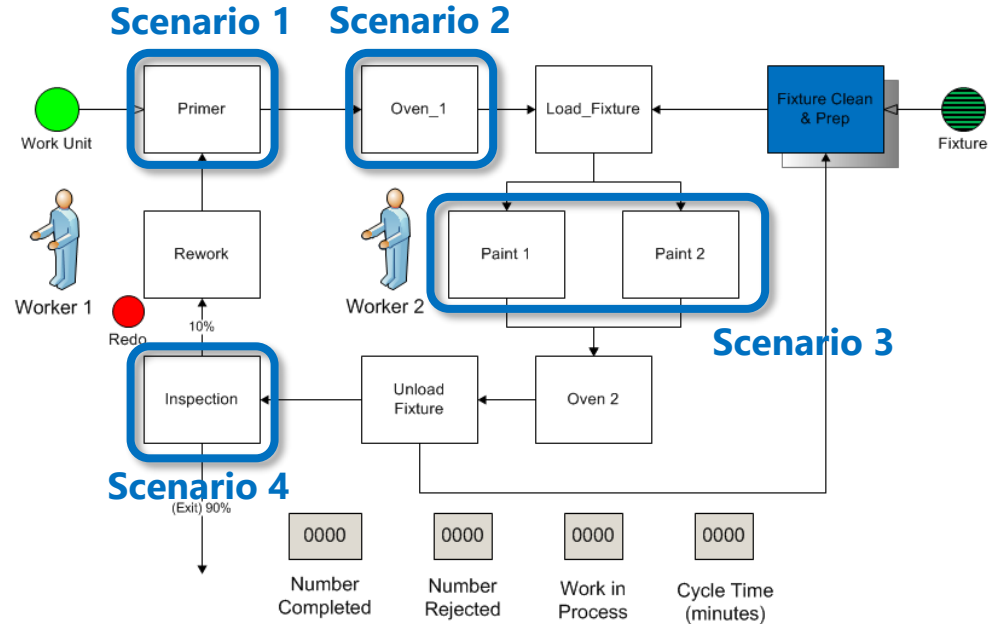 Scenario 1
Scenario 2
Primer
Oven_1
Load_Fixture
Fixture Clean
& Prep
Work Unit
Fixture
Rework
Paint 1
Paint 2
Worker 1
Worker 2
Redo
10%
Scenario 3
Inspection
Unload
Fixture
Oven 2
Scenario 4
(Exit) 90%
0000
0000
0000
0000
Number
Completed
Number
Rejected
Work in
Process
Cycle Time
(minutes)